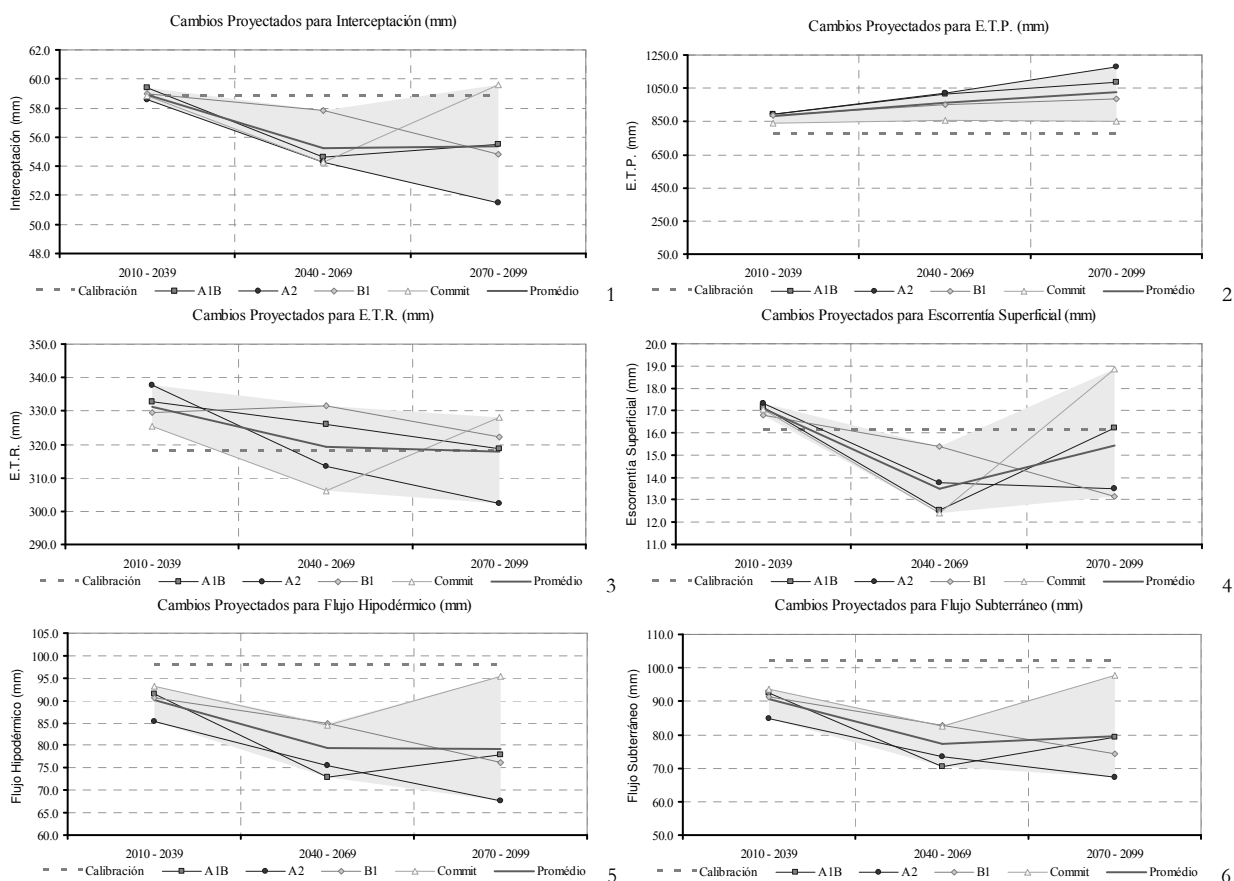 Cambios Proyectados para Interceptación (mm)
62.0
60.0
58.0
56.0
54.0
52.0
50.0
48.0
Interceptación (mm)
2010 - 2039
2040 - 2069
2070 - 2099
Calibración
A1B
A2
B1
Commit
Promédio
1
Cambios Proyectados para E.T.P. (mm)
1250.0
1050.0
850.0
650.0
450.0
250.0
50.0
E.T.P. (mm)
2010 - 2039
2040 - 2069
2070 - 2099
Calibración
A1B
A2
B1
Commit
Promédio
2
Cambios Proyectados para E.T.R. (mm)
350.0
340.0
330.0
320.0
310.0
300.0
290.0
E.T.R. (mm)
2010 - 2039
2040 - 2069
2070 - 2099
Calibración
A1B
A2
B1
Commit
Promédio
3
Cambios Proyectados para Escorrentía Superficial (mm)
20.0
19.0
18.0
17.0
16.0
15.0
14.0
13.0
12.0
11.0
Escorrentía Superficial (mm)
2010 - 2039
2040 - 2069
2070 - 2099
Calibración
A1B
A2
B1
Commit
Promédio
4
Cambios Proyectados para Flujo Hipodérmico (mm)
105.0
100.0
95.0
90.0
85.0
80.0
75.0
70.0
65.0
60.0
Flujo Hipodérmico (mm)
2010 - 2039
2040 - 2069
2070 - 2099
Calibración
A1B
A2
B1
Commit
Promédio
5
Cambios Proyectados para Flujo Subterráneo (mm)
110.0
100.0
90.0
80.0
70.0
60.0
50.0
Flujo Subterráneo (mm)
2010 - 2039
2040 - 2069
2070 - 2099
Calibración
A1B
A2
B1
Commit
Promédio
6